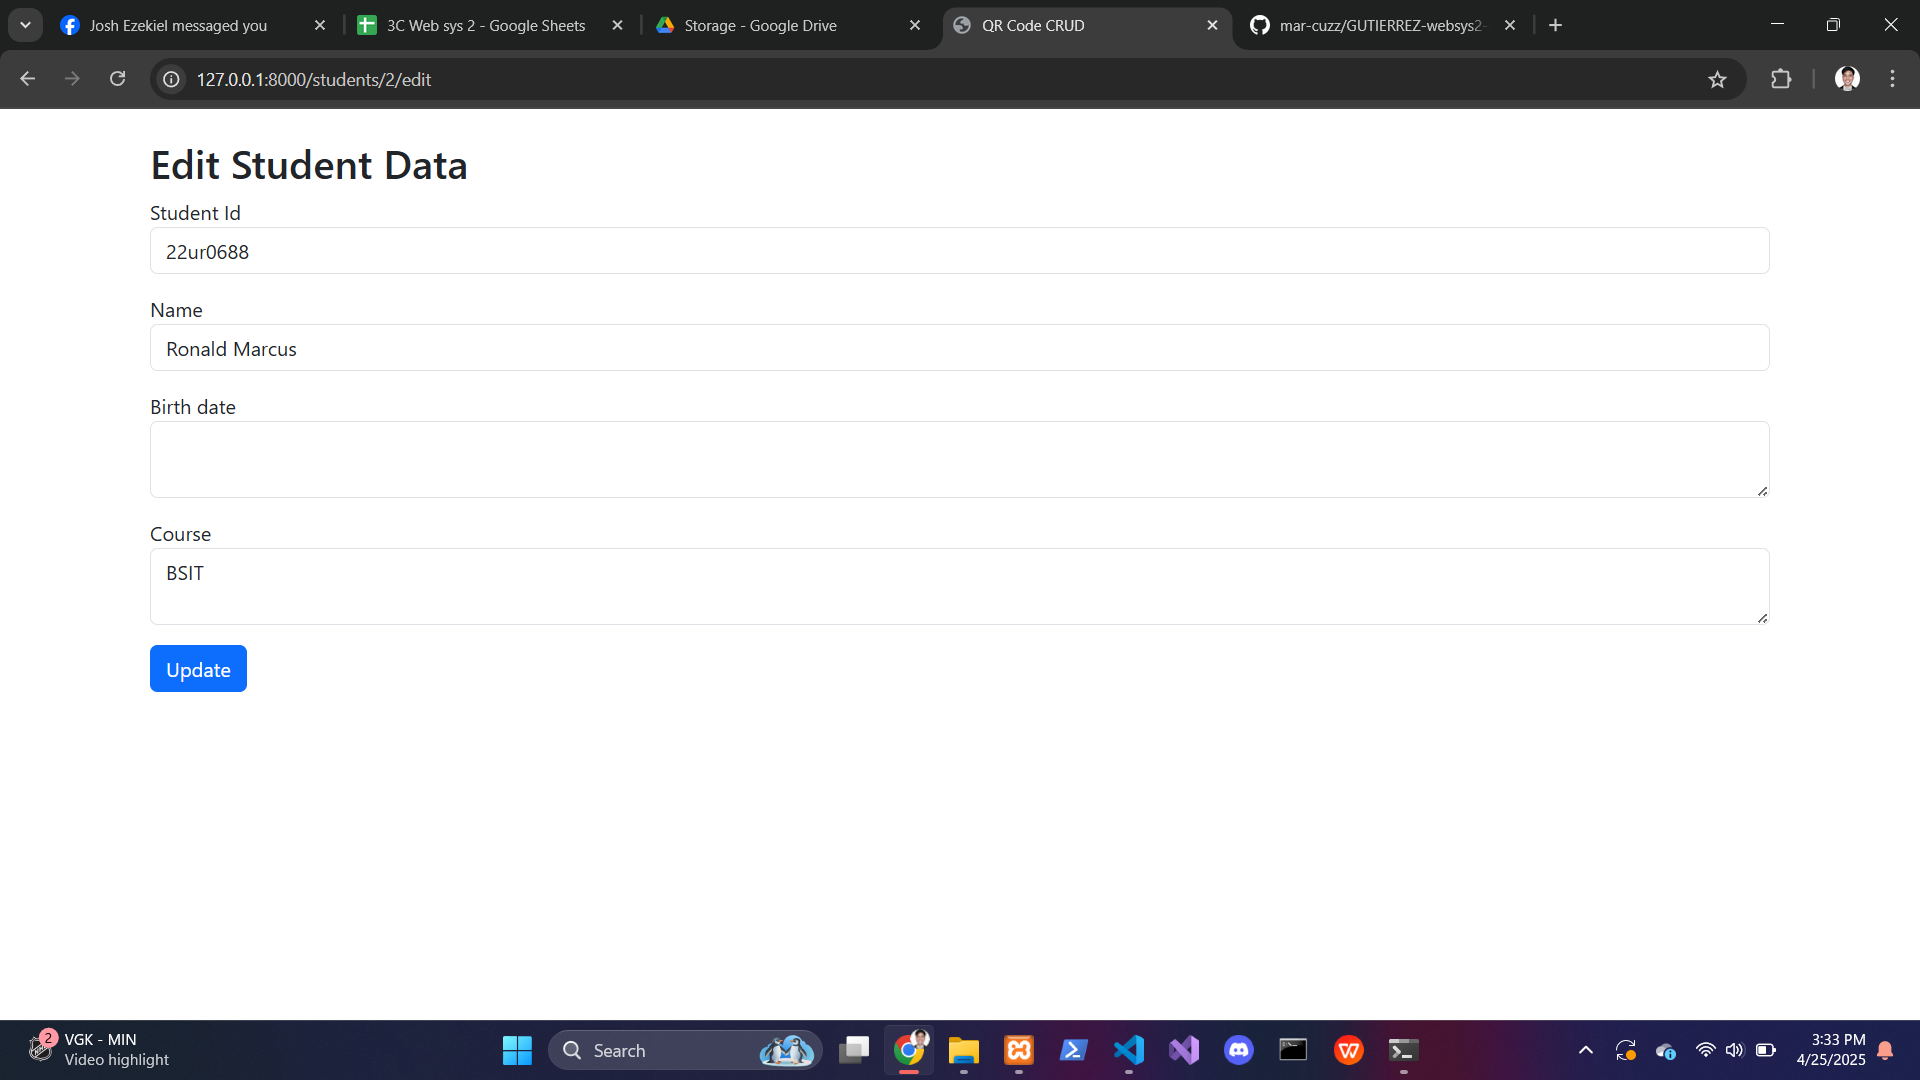 Josh Ezekiel messaged you
3C Web sys 2 - Google Sheets
Storage - Google Drive
QR Code CRUD
mar-cuzz/GUTIERREZ-websys2-
127.0.0.1:8000/students/2/edit
Edit Student Data
Student Id
22ur0688
Name
Ronald Marcus
Birth date
Course
BSIT
Update
2
VGK - MIN
Video highlight
Search
3:33 PM
4/25/2025